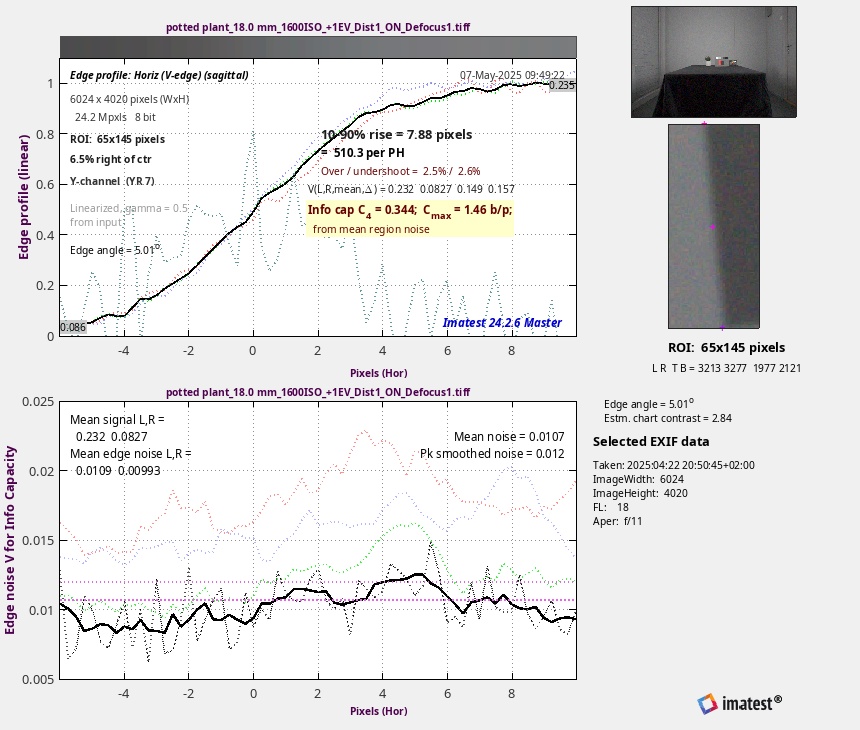 potted plant_18.0 mm_1600ISO_+1EV_Dist1_ON_Defocus1.tiff
Edge profile: Horiz (V-edge) (sagittal)
07-May-2025 09:49:22
0.235
6024 x 4020 pixels (WxH)
24.2 Mpxls   8 bit
ROI:  65x145 pixels
6.5% right of ctr
Y-channel  (YR 7)
Linearized, gamma = 0.5
from input
Edge angle = 5.01o
0.086
10-90% rise = 7.88 pixels
=  510.3 per PH
Over / undershoot =  2.5% /  2.6%
V(L,R,mean,Δ) = 0.232  0.0827  0.149  0.157
Info cap C4 = 0.344;  Cmax = 1.46 b/p;
from mean region noise
Imatest 24.2.6 Master
Edge profile (linear)
1
0.8
0.6
0.4
0.2
0
-4
-2
0
2
4
6
8
Pixels (Hor)
ROI:  65x145 pixels
L R  T B = 3213 3277  1977 2121
potted plant_18.0 mm_1600ISO_+1EV_Dist1_ON_Defocus1.tiff
Mean signal L,R =
0.232  0.0827
Mean edge noise L,R =
0.0109  0.00993
Mean noise = 0.0107
Pk smoothed noise = 0.012
Edge noise V for Info Capacity
0.025
0.02
0.015
0.01
0.005
-4
-2
0
2
4
6
8
Pixels (Hor)
Edge angle = 5.01o
Estm. chart contrast = 2.84
Selected EXIF data
Taken: 2025:04:22 20:50:45+02:00
ImageWidth:  6024
ImageHeight:  4020
FL:    18
Aper:  f/11
imatest®